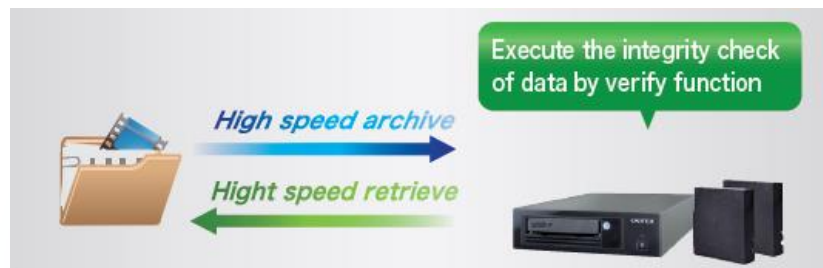 Execute the integrity check
of data by verify function
High speed archive
Hight speed retrieve